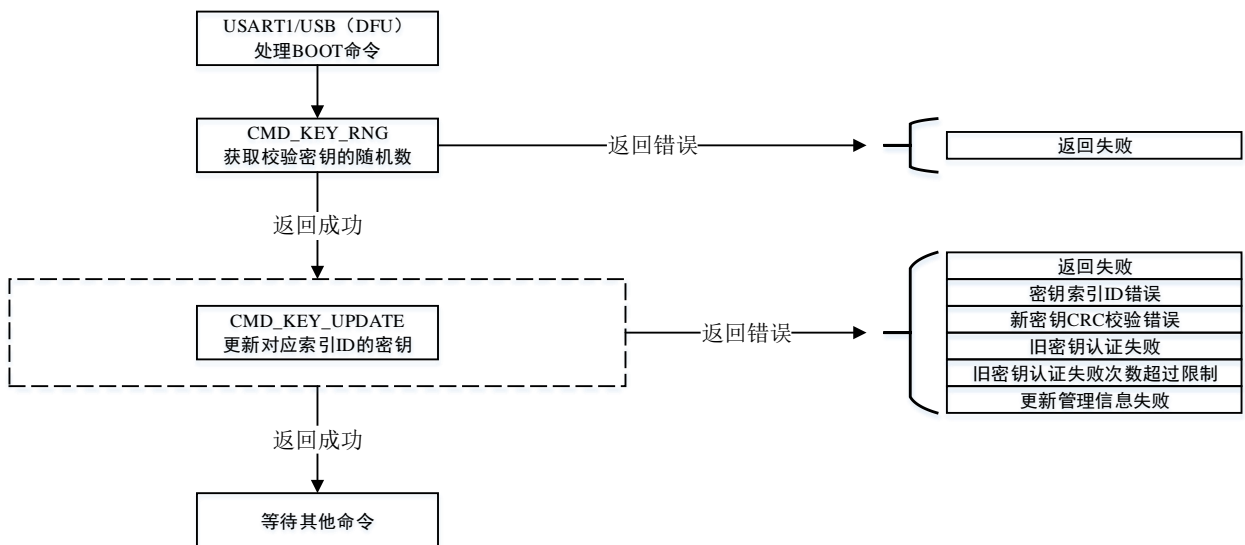 USART1/USB（DFU）
处理BOOT命令
CMD_KEY_RNG
获取校验密钥的随机数
返回错误
返回失败
返回成功
CMD_KEY_UPDATE
更新对应索引ID的密钥
返回错误
返回失败
密钥索引ID错误
新密钥CRC校验错误
旧密钥认证失败
旧密钥认证失败次数超过限制
更新管理信息失败
返回成功
等待其他命令